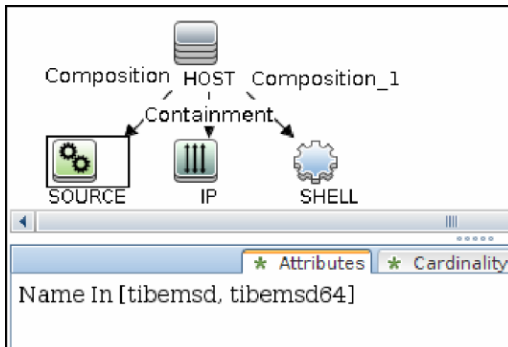 Composition HOST Composition_1
Containment
SOURCE IP SHELL
* Attributes * Cardinality
Name In [tibemsd, tibemsd64]